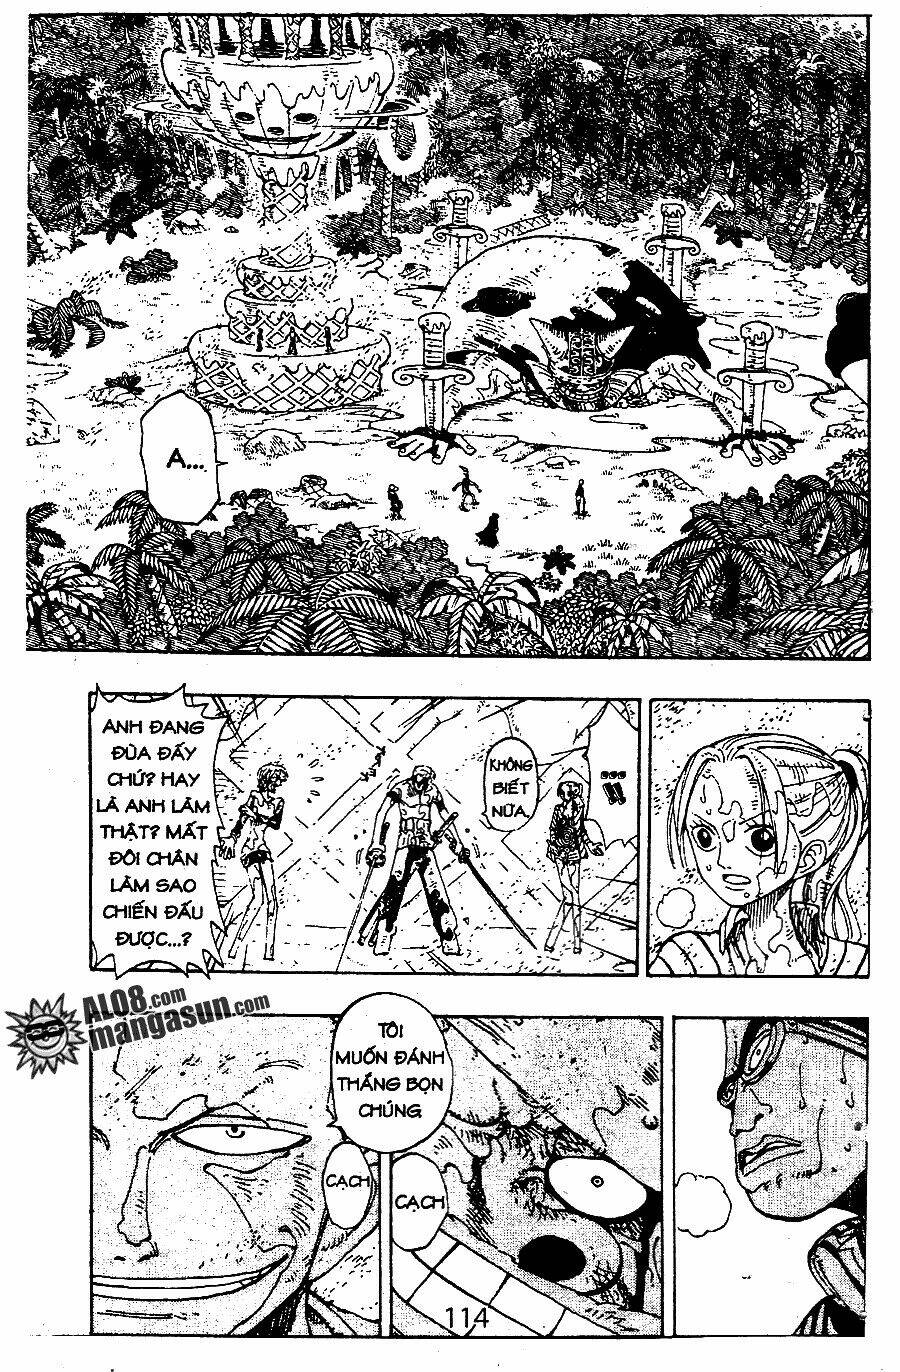 A...
ANH ĐANG
ĐÙA ĐẤY
CHỨ? HAY
LÀ ANH LÀM
THẬT? MẤT
ĐÔI CHÂN
LÀM SAO
CHIẾN ĐẤU
ĐƯỢC...?
KHÔNG
BIẾT
NỮA.
...!!
ALO8.com
mangasun.com
TÔI
MUỐN ĐÁNH
THẮNG BỌN
CHÚNG.
CẠCH
CẠCH
114